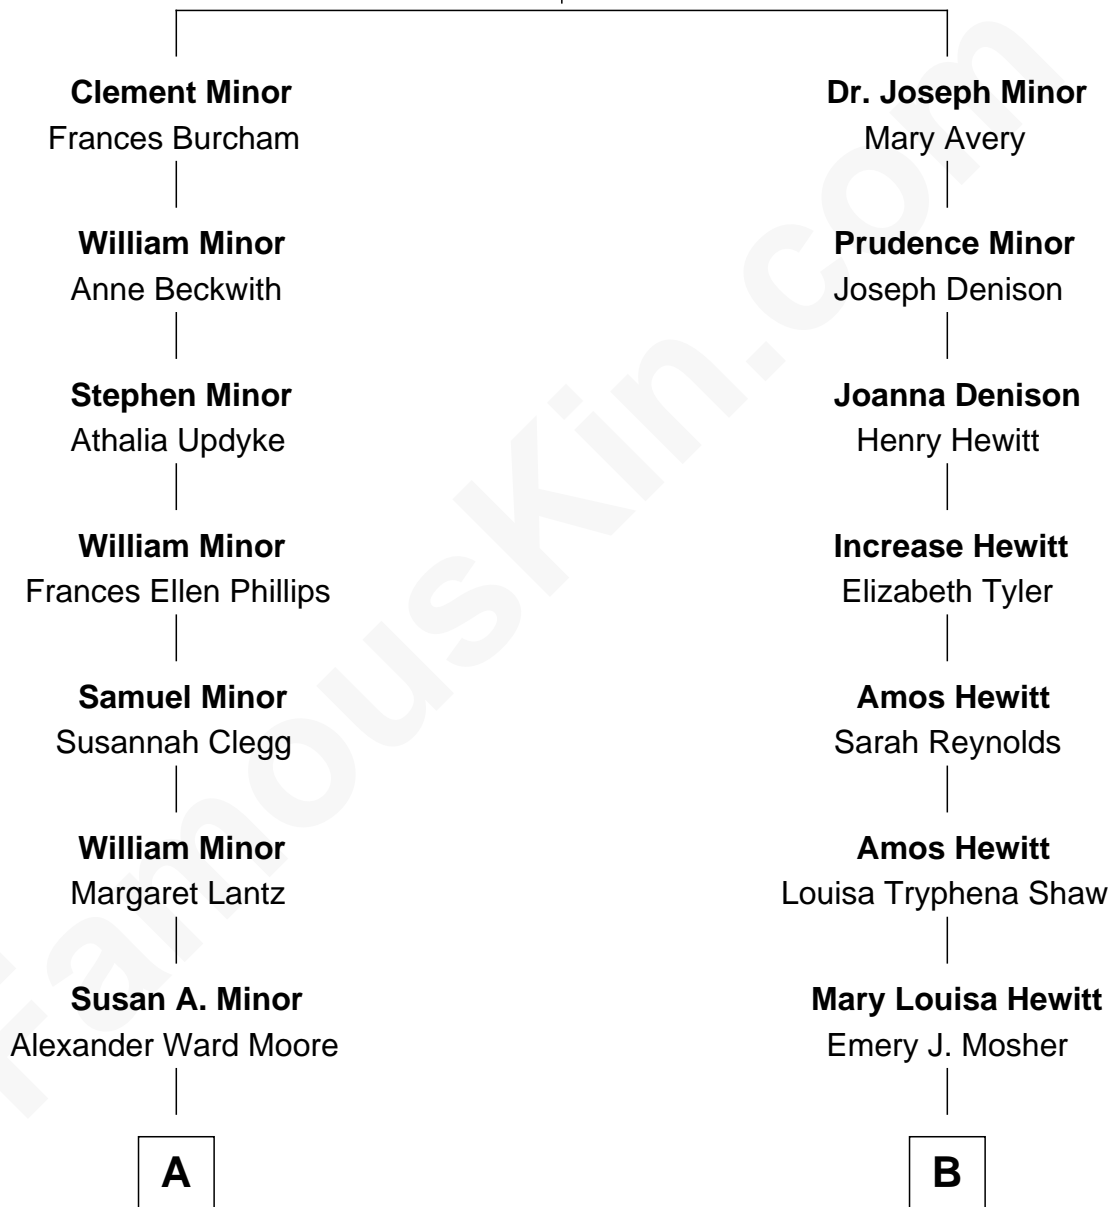 Clement Minor
Frances Burcham
Dr. Joseph Minor
Mary Avery
William Minor
Anne Beckwith
Prudence Minor
Joseph Denison
Stephen Minor
Athalia Updyke
Joanna Denison
Henry Hewitt
William Minor
Frances Ellen Phillips
Increase Hewitt
Elizabeth Tyler
Samuel Minor
Susannah Clegg
Amos Hewitt
Sarah Reynolds
William Minor
Margaret Lantz
Amos Hewitt
Louisa Tryphena Shaw
Susan A. Minor
Alexander Ward Moore
Mary Louisa Hewitt
Emery J. Mosher
A
B
FamousKin.com